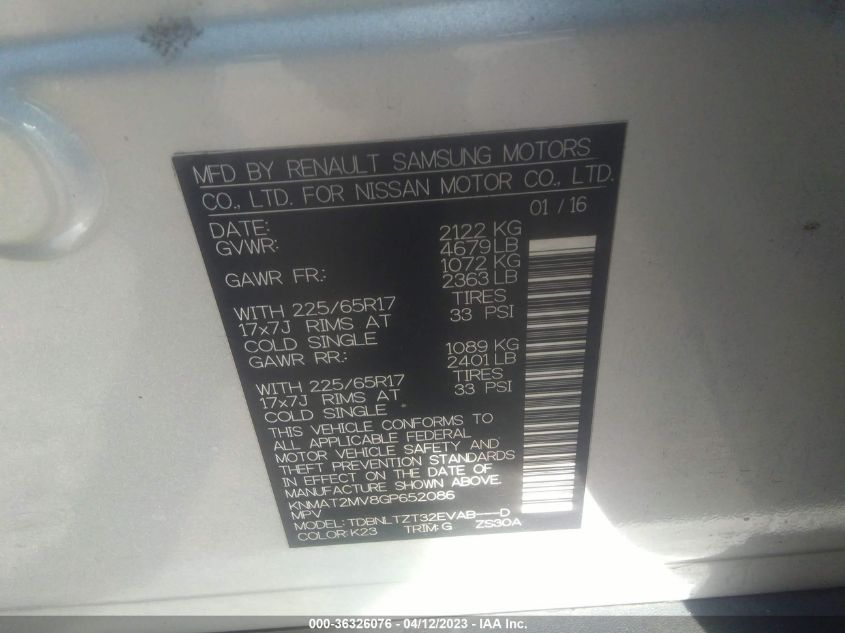 MFD BY RENAULT SAMSUNG MOTORS
CO., LTD. FOR NISSAN MOTOR CO., LTD.
DATE: 01 / 16
GVWR: 2122 KG
4679 LB
GAWR FR.: 1072 KG
2363 LB
WITH 225/65R17 TIRES
17x7J RIMS AT 33 PSI
COLD SINGLE
GAWR RR.: 1089 KG
2401 LB
WITH 225/65R17 TIRES
17x7J RIMS AT 33 PSI
COLD SINGLE
THIS VEHICLE CONFORMS TO
ALL APPLICABLE FEDERAL
MOTOR VEHICLE SAFETY AND
THEFT PREVENTION STANDARDS
IN EFFECT ON THE DATE OF
MANUFACTURE SHOWN ABOVE.
KNMAT2MV8GP652086
MPV
MODEL: TDBNLTZT32EVAB---D
COLOR: K23 TRIM: G ZS30A
000-36326076 - 04/12/2023 - IAA Inc.